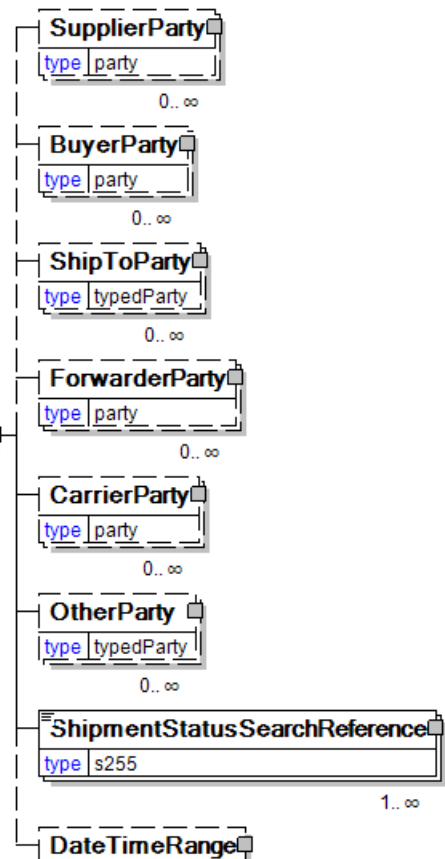 SupplierParty
type party
0.. ∞
BuyerParty
type party
0.. ∞
ShipToParty
type typedParty
0.. ∞
ForwarderParty
type party
0.. ∞
CarrierParty
type party
0.. ∞
OtherParty
type typedParty
0.. ∞
ShipmentStatusSearchReference
type s255
1.. ∞
DateTimeRange